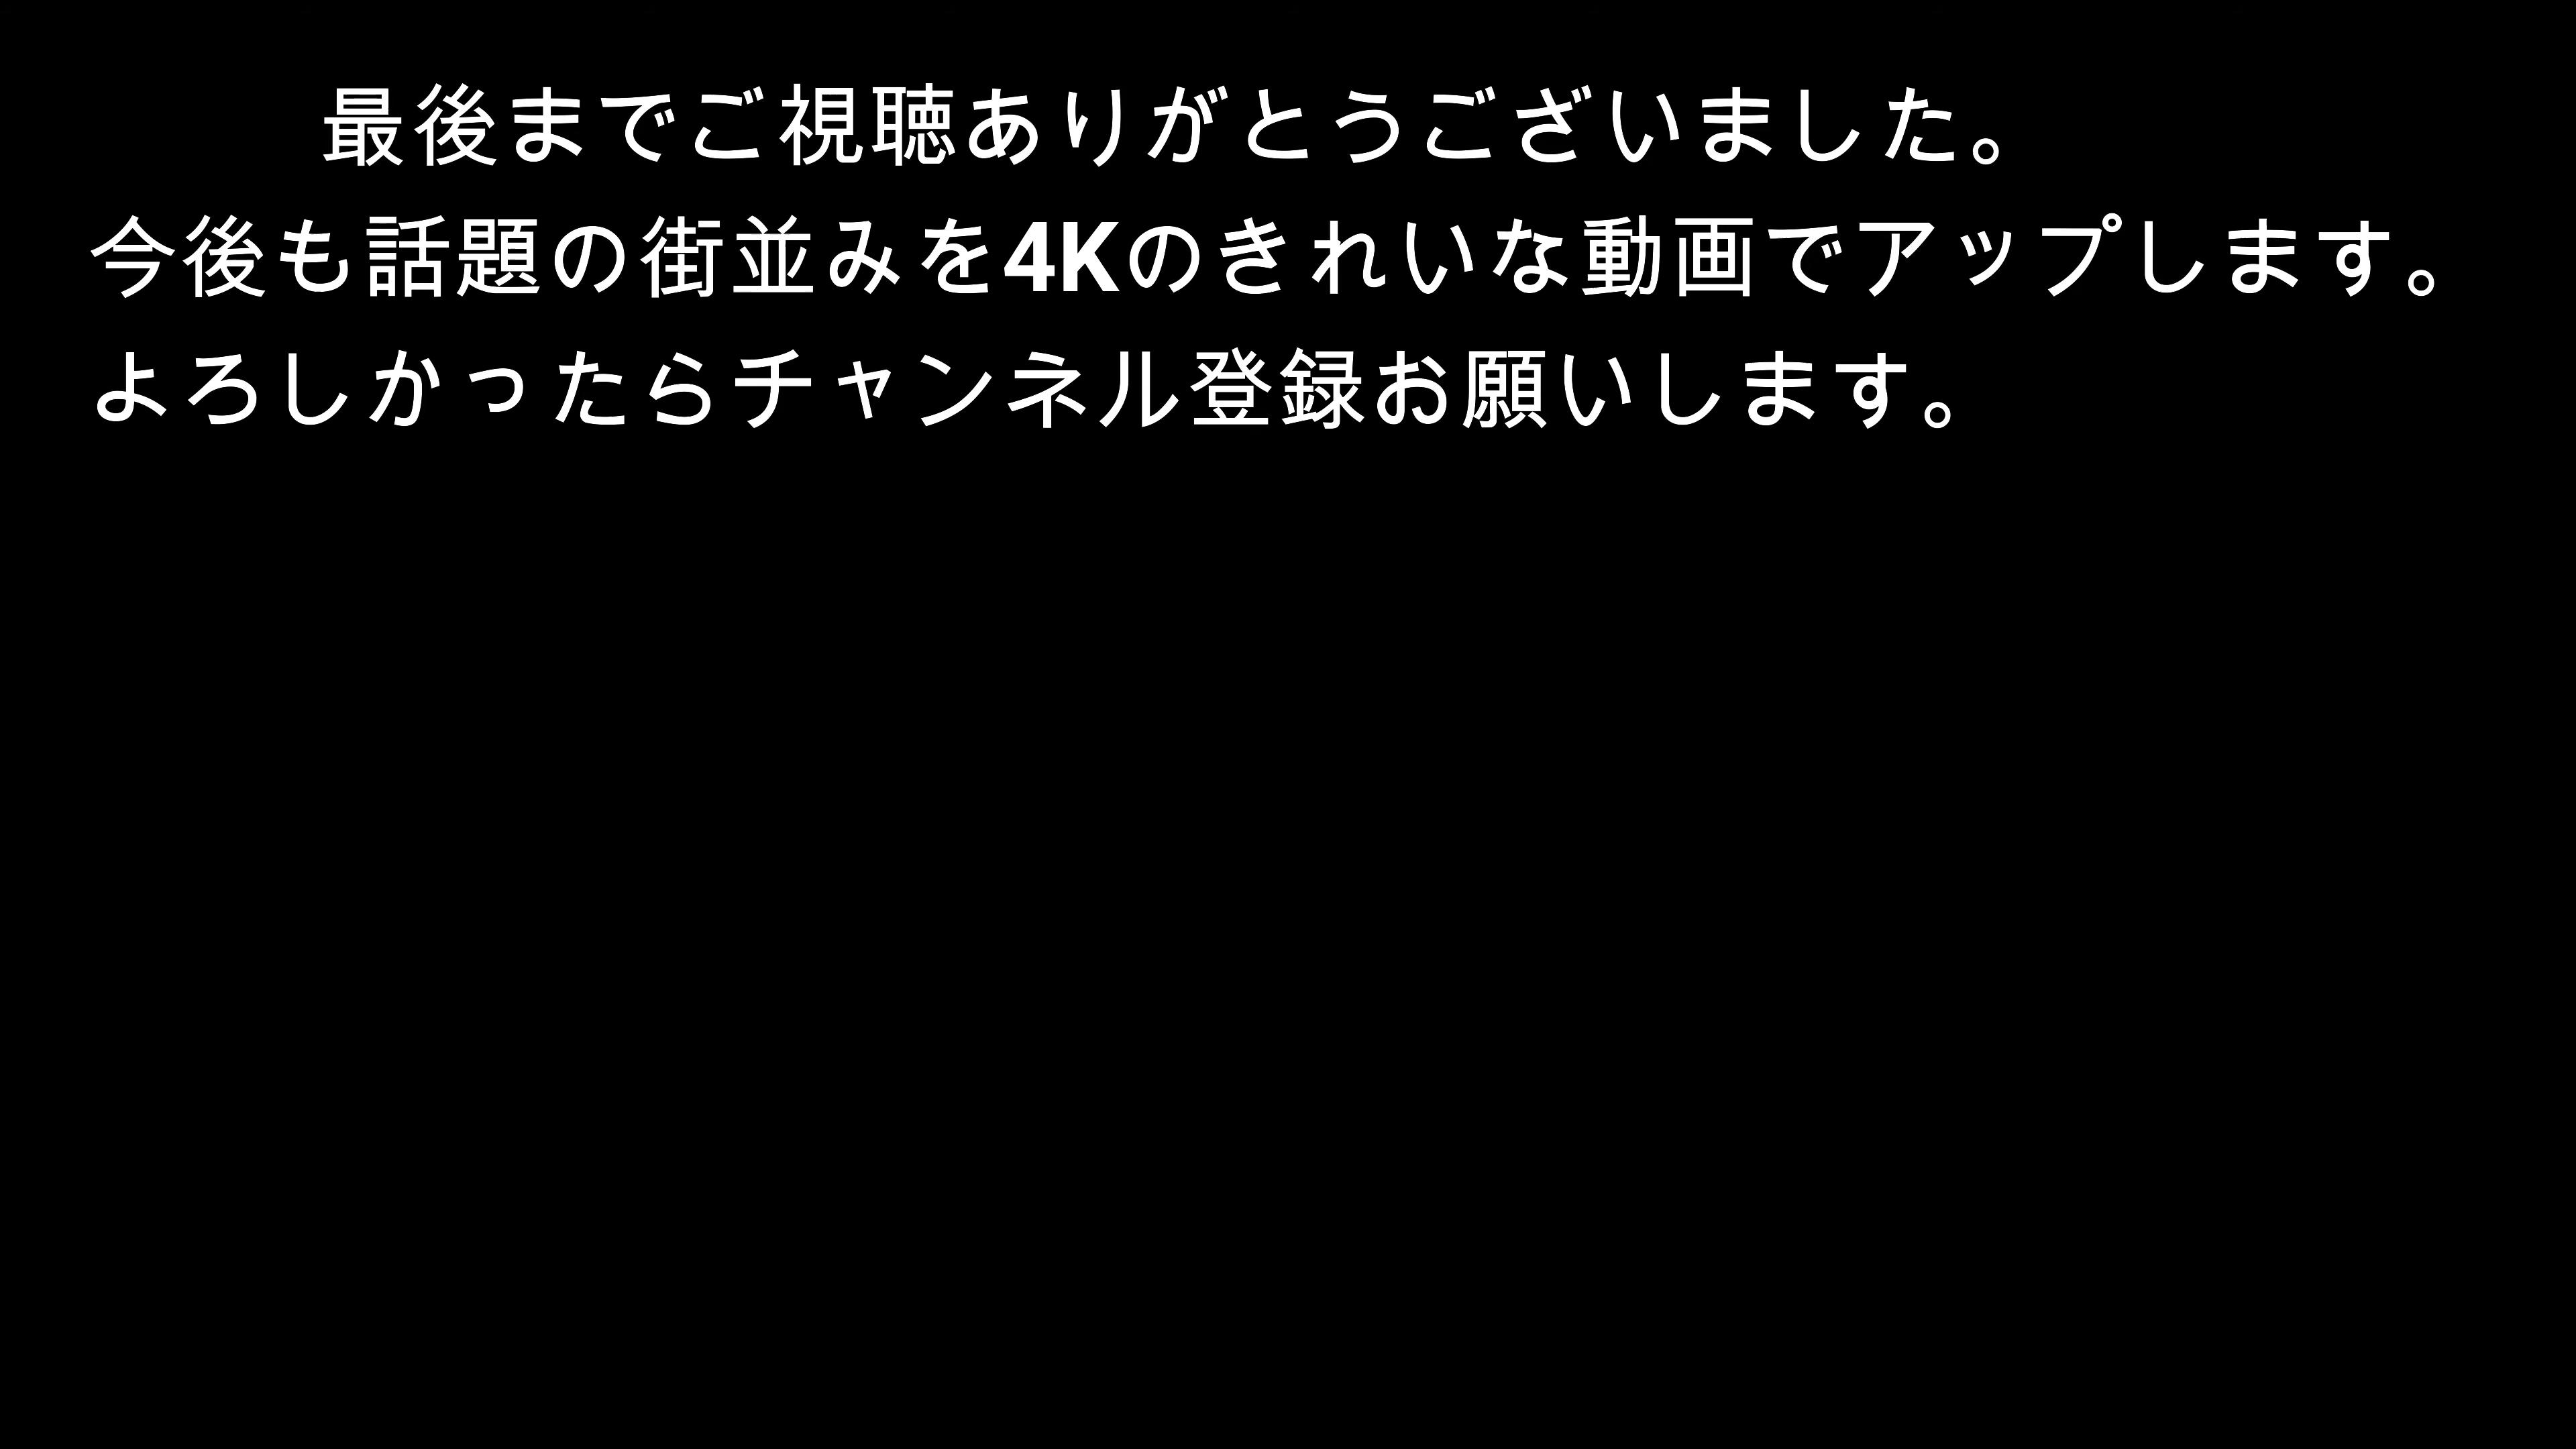 最後までご視聴ありがとうございました。
今後も話題の街並みを4Kのきれいな動画でアップします。
よろしかったらチャンネル登録お願いします。